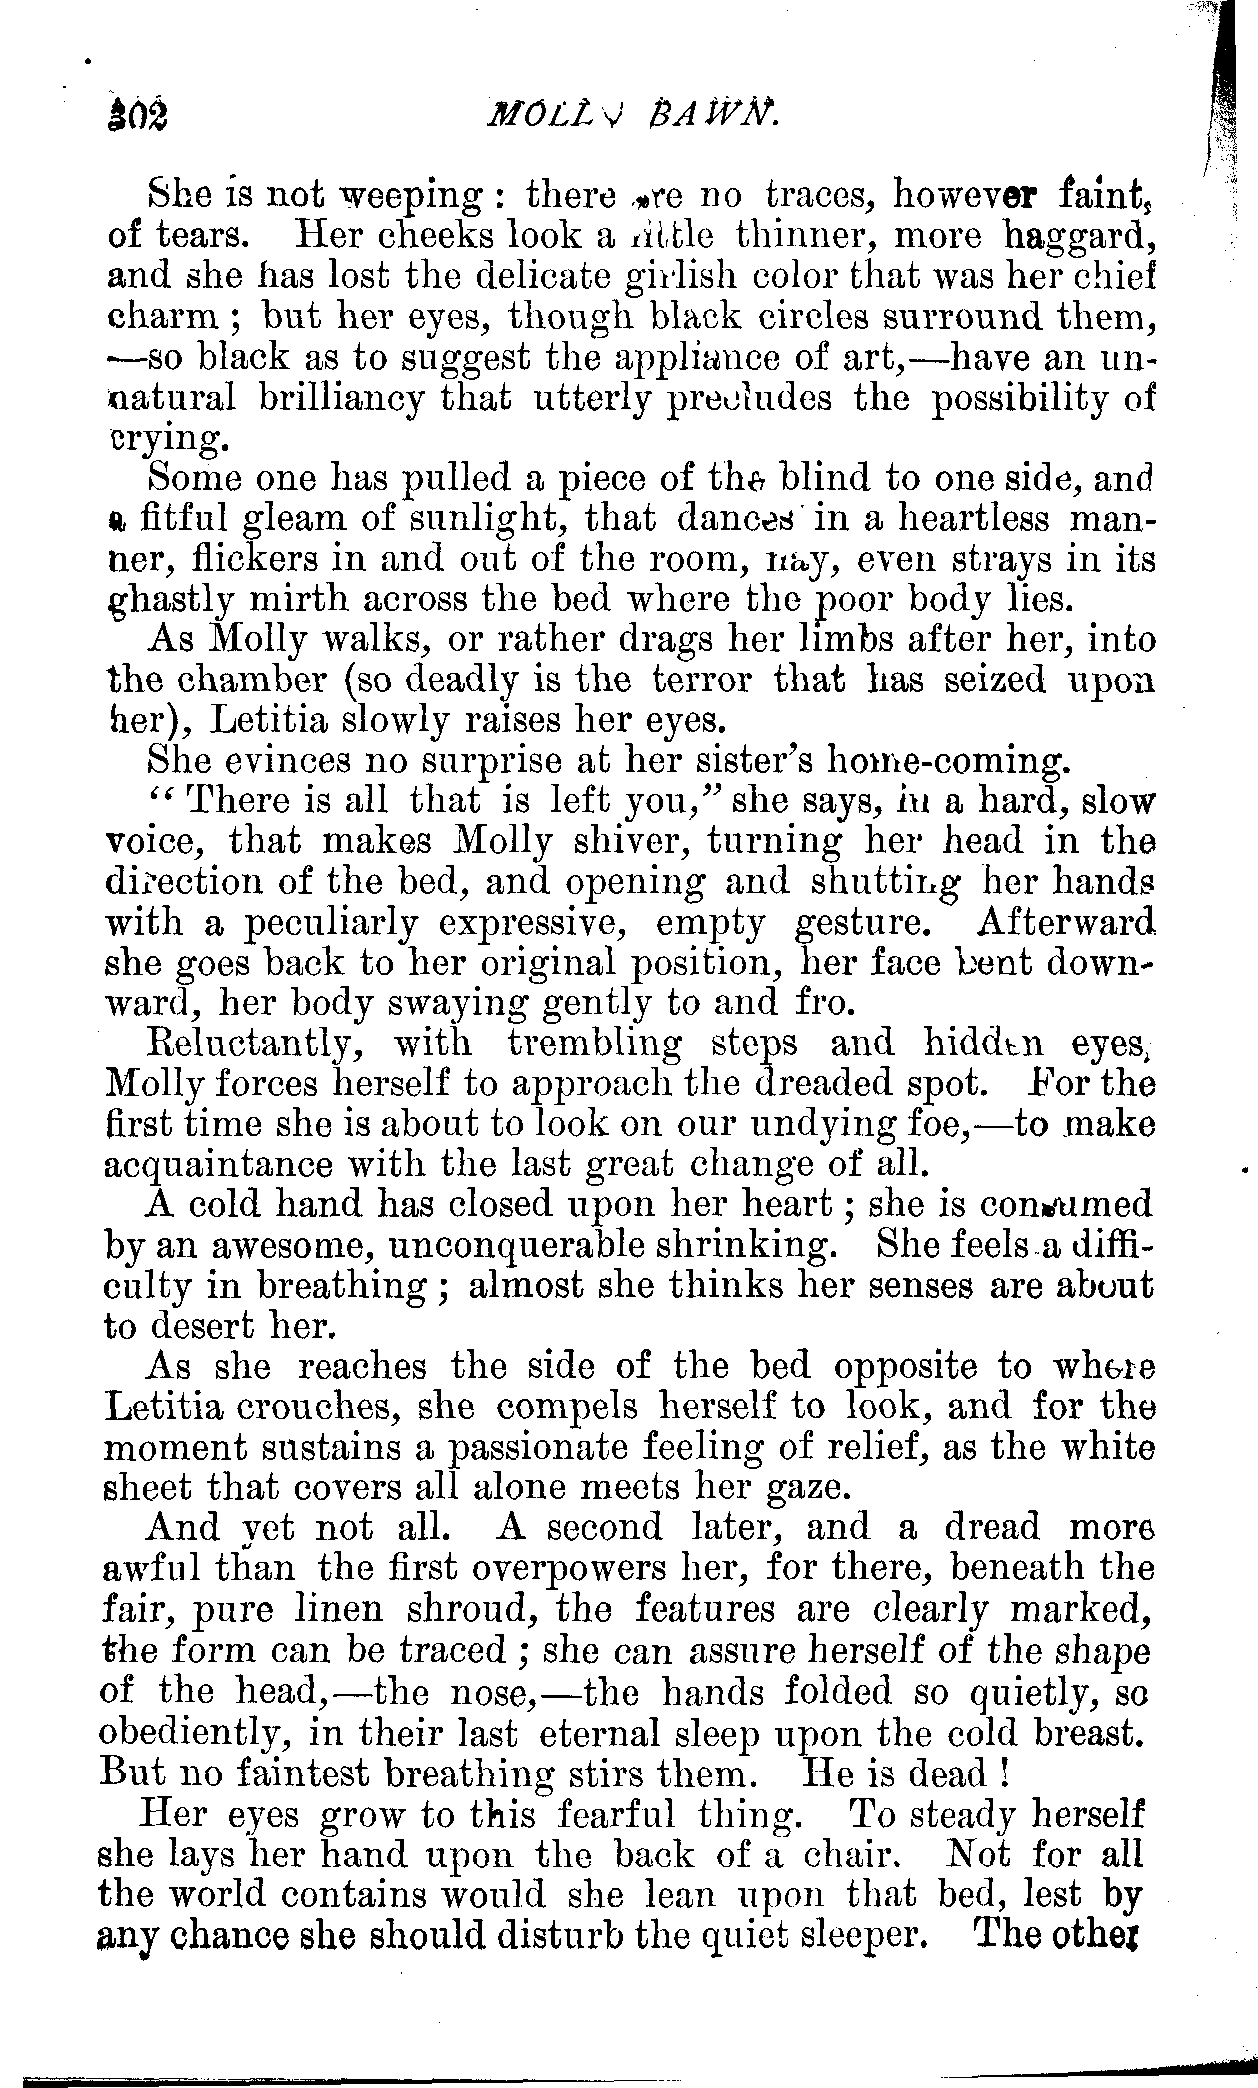 302 MOLLY BAWN.
She is not weeping : there are no traces, however faint,
of tears. Her cheeks look a little thinner, more haggard,
and she has lost the delicate girlish color that was her chief
charm ; but her eyes, though black circles surround them,
—so black as to suggest the appliance of art,—have an un-
natural brilliancy that utterly precludes the possibility of
crying.
Some one has pulled a piece of the blind to one side, and
a fitful gleam of sunlight, that dances in a heartless man-
ner, flickers in and out of the room, nay, even strays in its
ghastly mirth across the bed where the poor body lies.
As Molly walks, or rather drags her limbs after her, into
the chamber (so deadly is the terror that has seized upon
her), Letitia slowly raises her eyes.
She evinces no surprise at her sister's home-coming.
“ There is all that is left you,” she says, in a hard, slow
voice, that makes Molly shiver, turning her head in the
direction of the bed, and opening and shutting her hands
with a peculiarly expressive, empty gesture. Afterward
she goes back to her original position, her face bent down-
ward, her body swaying gently to and fro.
Reluctantly, with trembling steps and hidden eyes,
Molly forces herself to approach the dreaded spot. For the
first time she is about to look on our undying foe,—to make
acquaintance with the last great change of all.
A cold hand has closed upon her heart ; she is consumed
by an awesome, unconquerable shrinking. She feels a diffi-
culty in breathing ; almost she thinks her senses are about
to desert her.
As she reaches the side of the bed opposite to where
Letitia crouches, she compels herself to look, and for the
moment sustains a passionate feeling of relief, as the white
sheet that covers all alone meets her gaze.
And yet not all. A second later, and a dread more
awful than the first overpowers her, for there, beneath the
fair, pure linen shroud, the features are clearly marked,
the form can be traced ; she can assure herself of the shape
of the head,—the nose,—the hands folded so quietly, so
obediently, in their last eternal sleep upon the cold breast.
But no faintest breathing stirs them. He is dead !
Her eyes grow to this fearful thing. To steady herself
she lays her hand upon the back of a chair. Not for all
the world contains would she lean upon that bed, lest by
any chance she should disturb the quiet sleeper. The other